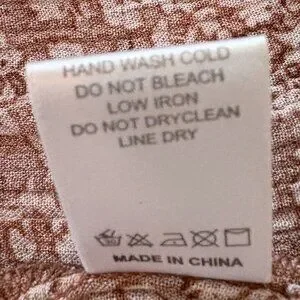 HAND WASH COLD
DO NOT BLEACH
LOW IRON
DO NOT DRYCLEAN
LINE DRY
MADE IN CHINA